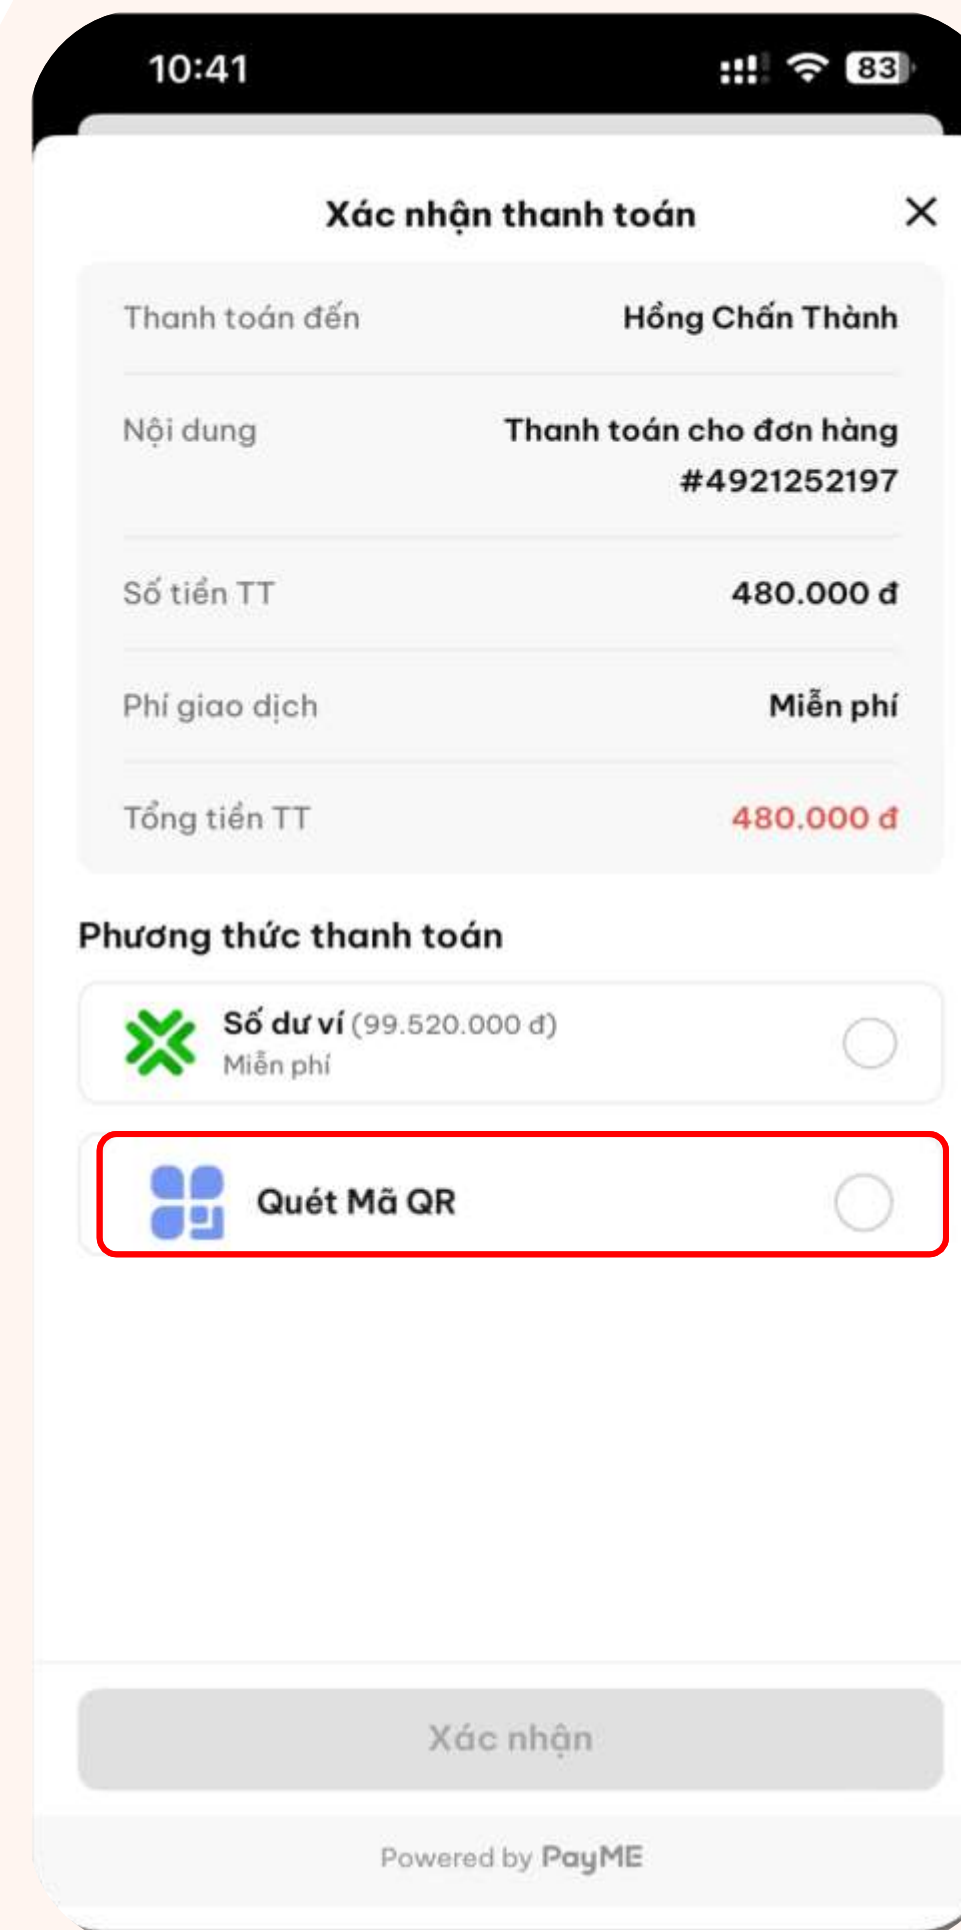 10:41
83
Xác nhận thanh toán
Thanh toán đến
Hồng Chấn Thành
Nội dung
Thanh toán cho đơn hàng
#4921252197
Số tiền TT
480.000 đ
Phí giao dịch
Miễn phí
Tổng tiền TT
480.000 đ
Phương thức thanh toán
Số dư ví (99.520.000 đ)
Miễn phí
Quét Mã QR
Xác nhận
Powered by PayME